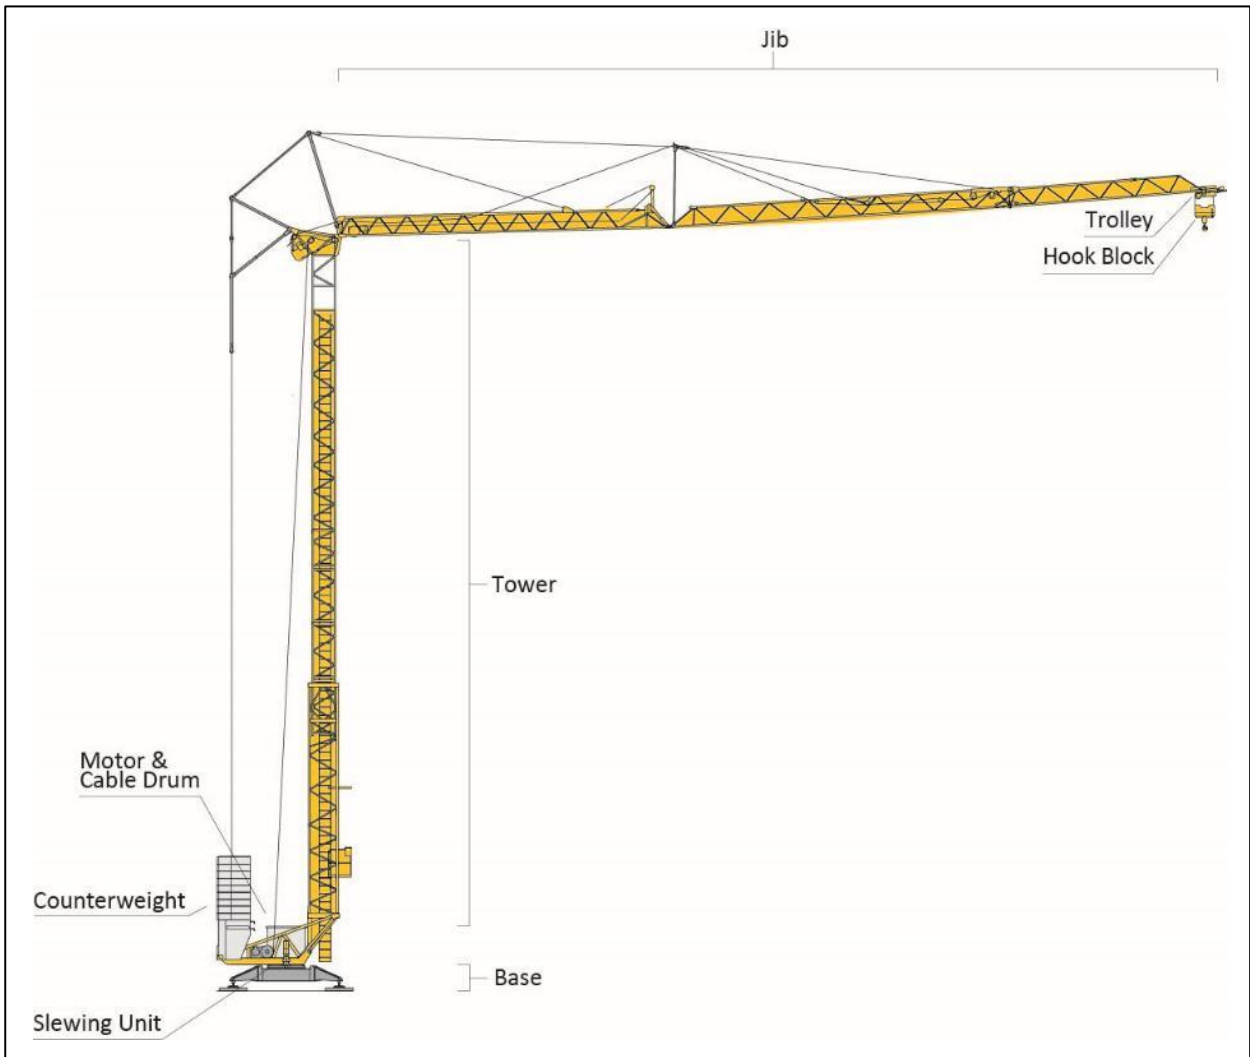 Jib
Trolley
Hook Block
Tower
Motor &
Cable Drum
Counterweight
Base
Slewing Unit